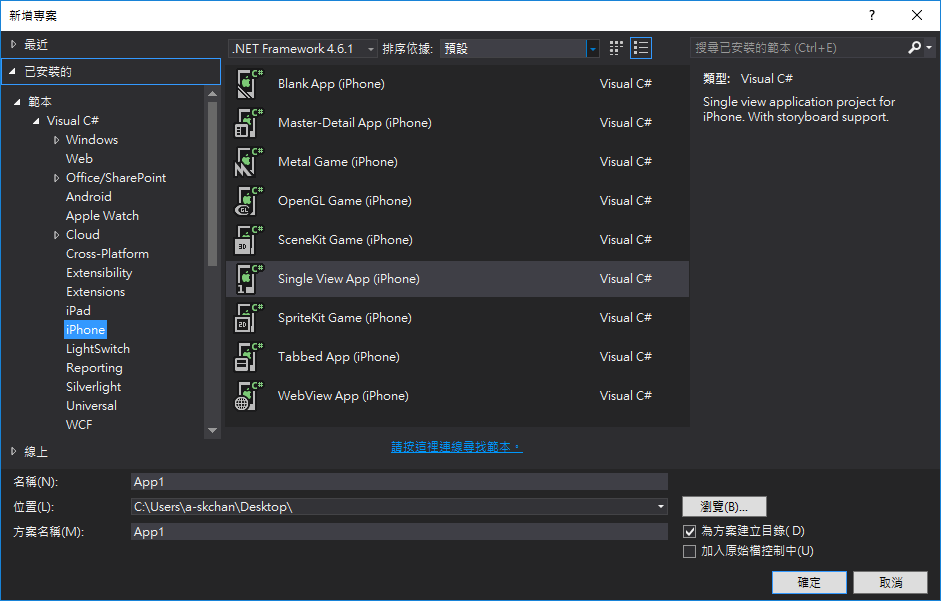 新增專案
最近
.NET Framework 4.6.1 排序依據: 預設
搜尋已安裝的範本 (Ctrl+E)
已安裝的
範本
Visual C#
Windows
Web
Office/SharePoint
Android
Apple Watch
Cloud
Cross-Platform
Extensibility
Extensions
iPad
iPhone
LightSwitch
Reporting
Silverlight
Universal
WCF
線上
Blank App (iPhone) Visual C#
Master-Detail App (iPhone) Visual C#
Metal Game (iPhone) Visual C#
OpenGL Game (iPhone) Visual C#
SceneKit Game (iPhone) Visual C#
Single View App (iPhone) Visual C#
SpriteKit Game (iPhone) Visual C#
Tabbed App (iPhone) Visual C#
WebView App (iPhone) Visual C#
請按這裡連線尋找範本。
類型: Visual C#
Single view application project for
iPhone. With storyboard support.
名稱(N): App1
位置(L): C:\Users\a-skchan\Desktop\ 瀏覽(B)...
方案名稱(M): App1
為方案建立目錄( D)
加入原始檔控制中(U)
確定 取消